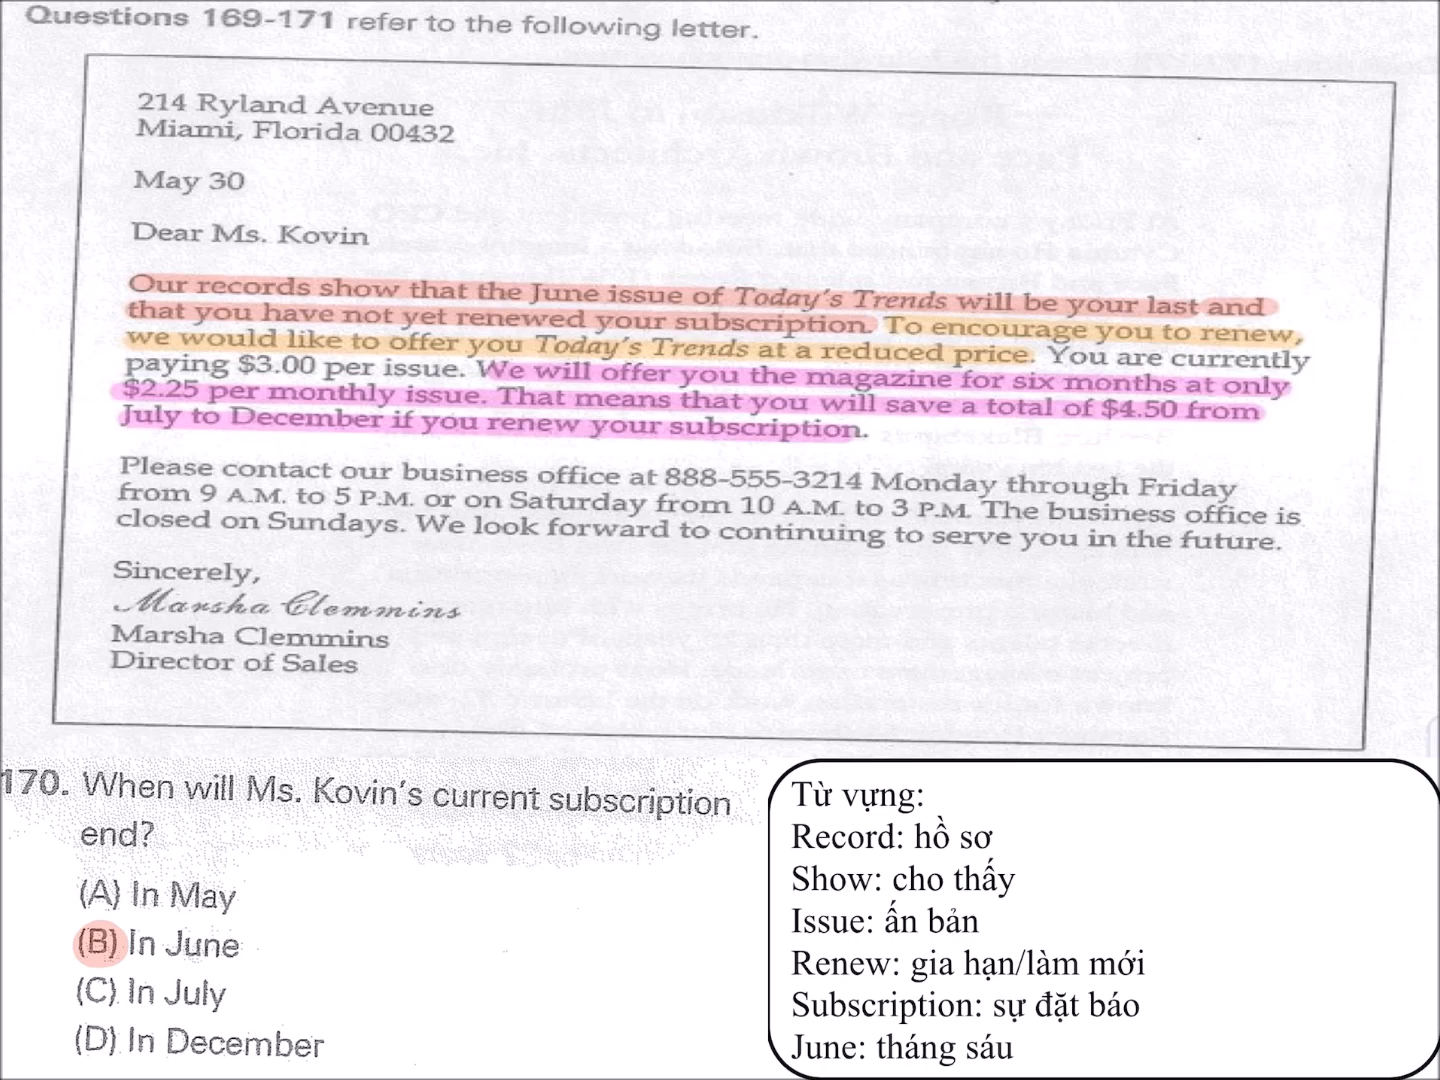 Questions 169-171 refer to the following letter.
214 Ryland Avenue
Miami, Florida 00432
May 30
Dear Ms. Kovin
Our records show that the June issue of Today's Trends will be your last and
that you have not yet renewed your subscription. To encourage you to renew,
we would like to offer you Today's Trends at a reduced price. You are currently
paying $3.00 per issue. We will offer you the magazine for six months at only
$2.25 per monthly issue. That means that you will save a total of $4.50 from
July to December if you renew your subscription.
Please contact our business office at 888-555-3214 Monday through Friday
from 9 A.M. to 5 P.M. or on Saturday from 10 A.M. to 3 P.M. The business office is
closed on Sundays. We look forward to continuing to serve you in the future.
Sincerely,
Marsha Clemmins
Marsha Clemmins
Director of Sales
170. When will Ms. Kovin's current subscription
end?
(A) In May
(B) In June
(C) In July
(D) In December
Từ vựng:
Record: hồ sơ
Show: cho thấy
Issue: ấn bản
Renew: gia hạn/làm mới
Subscription: sự đặt báo
June: tháng sáu